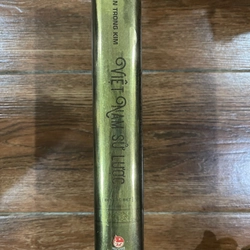 N TRỌNG KIM
VIỆT NAM SỬ LƯỢC